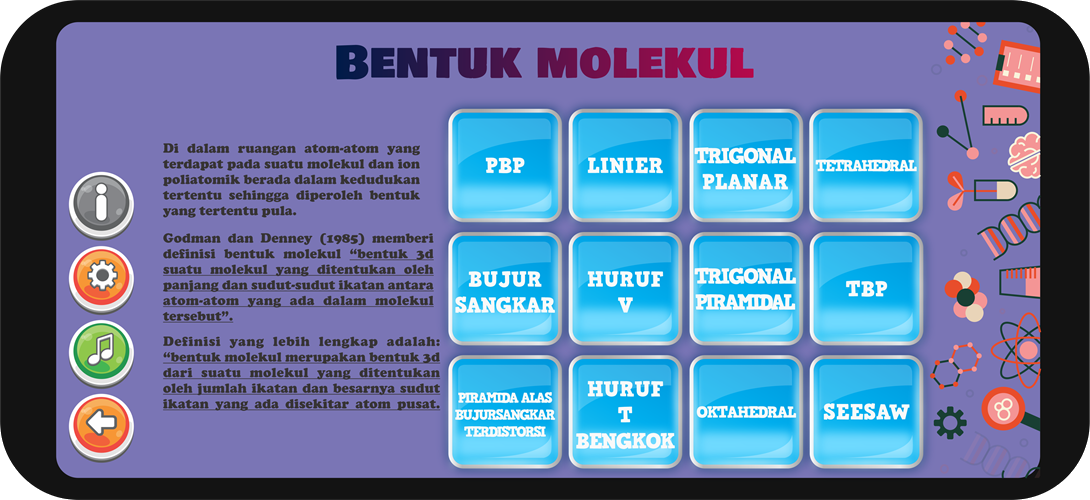 BENTUK MOLEKUL
Di dalam ruangan atom-atom yang
terdapat pada suatu molekul dan ion
poliatomik berada dalam kedudukan
tertentu sehingga diperoleh bentuk
yang tertentu pula.
Godman dan Denney (1985) memberi
definisi bentuk molekul “bentuk 3d
suatu molekul yang ditentukan oleh
panjang dan sudut-sudut ikatan antara
atom-atom yang ada dalam molekul
tersebut”.
Definisi yang lebih lengkap adalah:
“bentuk molekul merupakan bentuk 3d
dari suatu molekul yang ditentukan
oleh jumlah ikatan dan besarnya sudut
ikatan yang ada disekitar atom pusat.
PBP
LINIER
TRIGONAL
PLANAR
TETRAHEDRAL
BUJUR
SANGKAR
HURUF
V
TRIGONAL
PIRAMIDAL
TBP
PIRAMIDA ALAS
BUJURSANGKAR
TERDISTORSI
HURUF
T
BENGKOK
OKTAHEDRAL
SEESAW